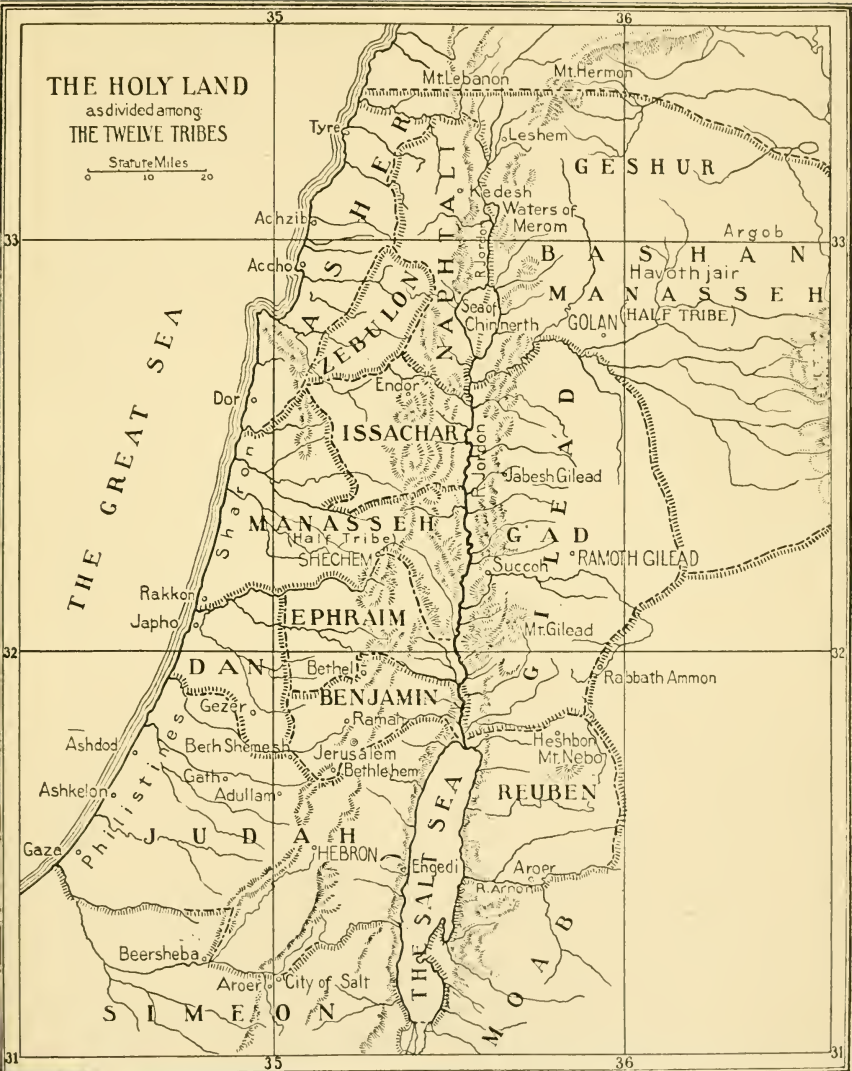 35
36
THE HOLY LAND
as divided among:
THE TWELVE TRIBES
Statute Miles
0 10 20
Mt.Lebanon
Mt.Hermon
Tyre
ASHER
Leshem
GESHUR
NAPHTALI
Kedesh
Waters of
Merom
Achzib
33
33
R.Jordon
Argob
BASHAN
Accho
Havoth jair
MANASSEH
(HALF TRIBE)
Sea of
Chinnerth
GOLAN
ZEBULON
THE GREAT SEA
Endor
Dor
ISSACHAR
R.Jordon
GILEAD
Sharon
Jabesh Gilead
MANASSEH
(Half Tribe)
GAD
SHECHEM
Succoh
RAMOTH GILEAD
Rakkon
Japho
EPHRAIM
Mt.Gilead
32
32
DAN
Bethel
Rabbath Ammon
BENJAMIN
Gezer
Ramah
Ashdod
Beth Shemesh
Jerusalem
Heshbon
Mt.Nebo
Bethlehem
Gath
Adullam
Ashkelon
REUBEN
Philistines
JUDAH
Gaza
HEBRON
THE SALT SEA
Engedi
Aroer
R.Arnon
MOAB
Beersheba
Aroer
City of Salt
SIMEON
31
31
35
36